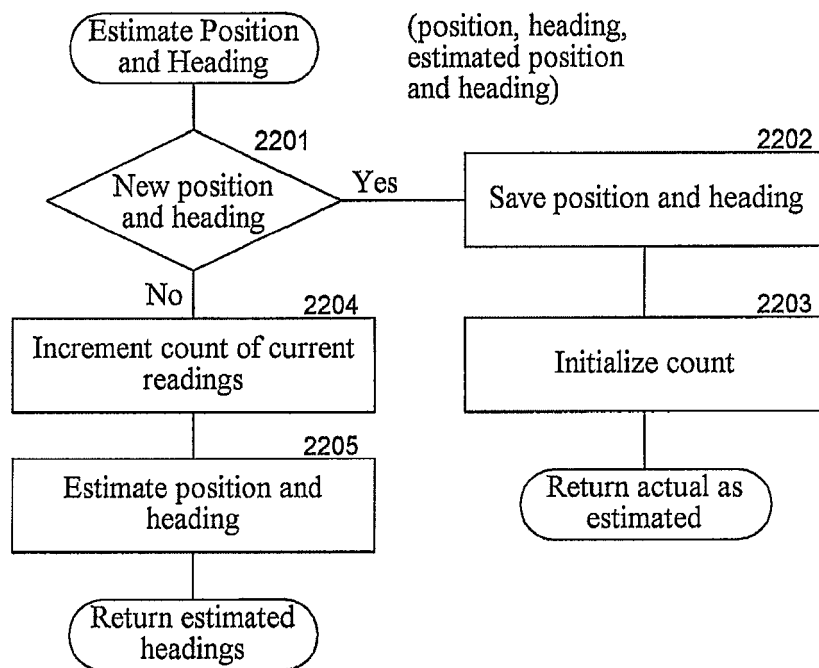 Estimate Position
and Heading
(position, heading,
estimated position
and heading)
2201
New position
and heading
Yes
2202
Save position and heading
No
2204
Increment count of current
readings
2203
Initialize count
2205
Estimate position and
heading
Return actual as
estimated
Return estimated
headings